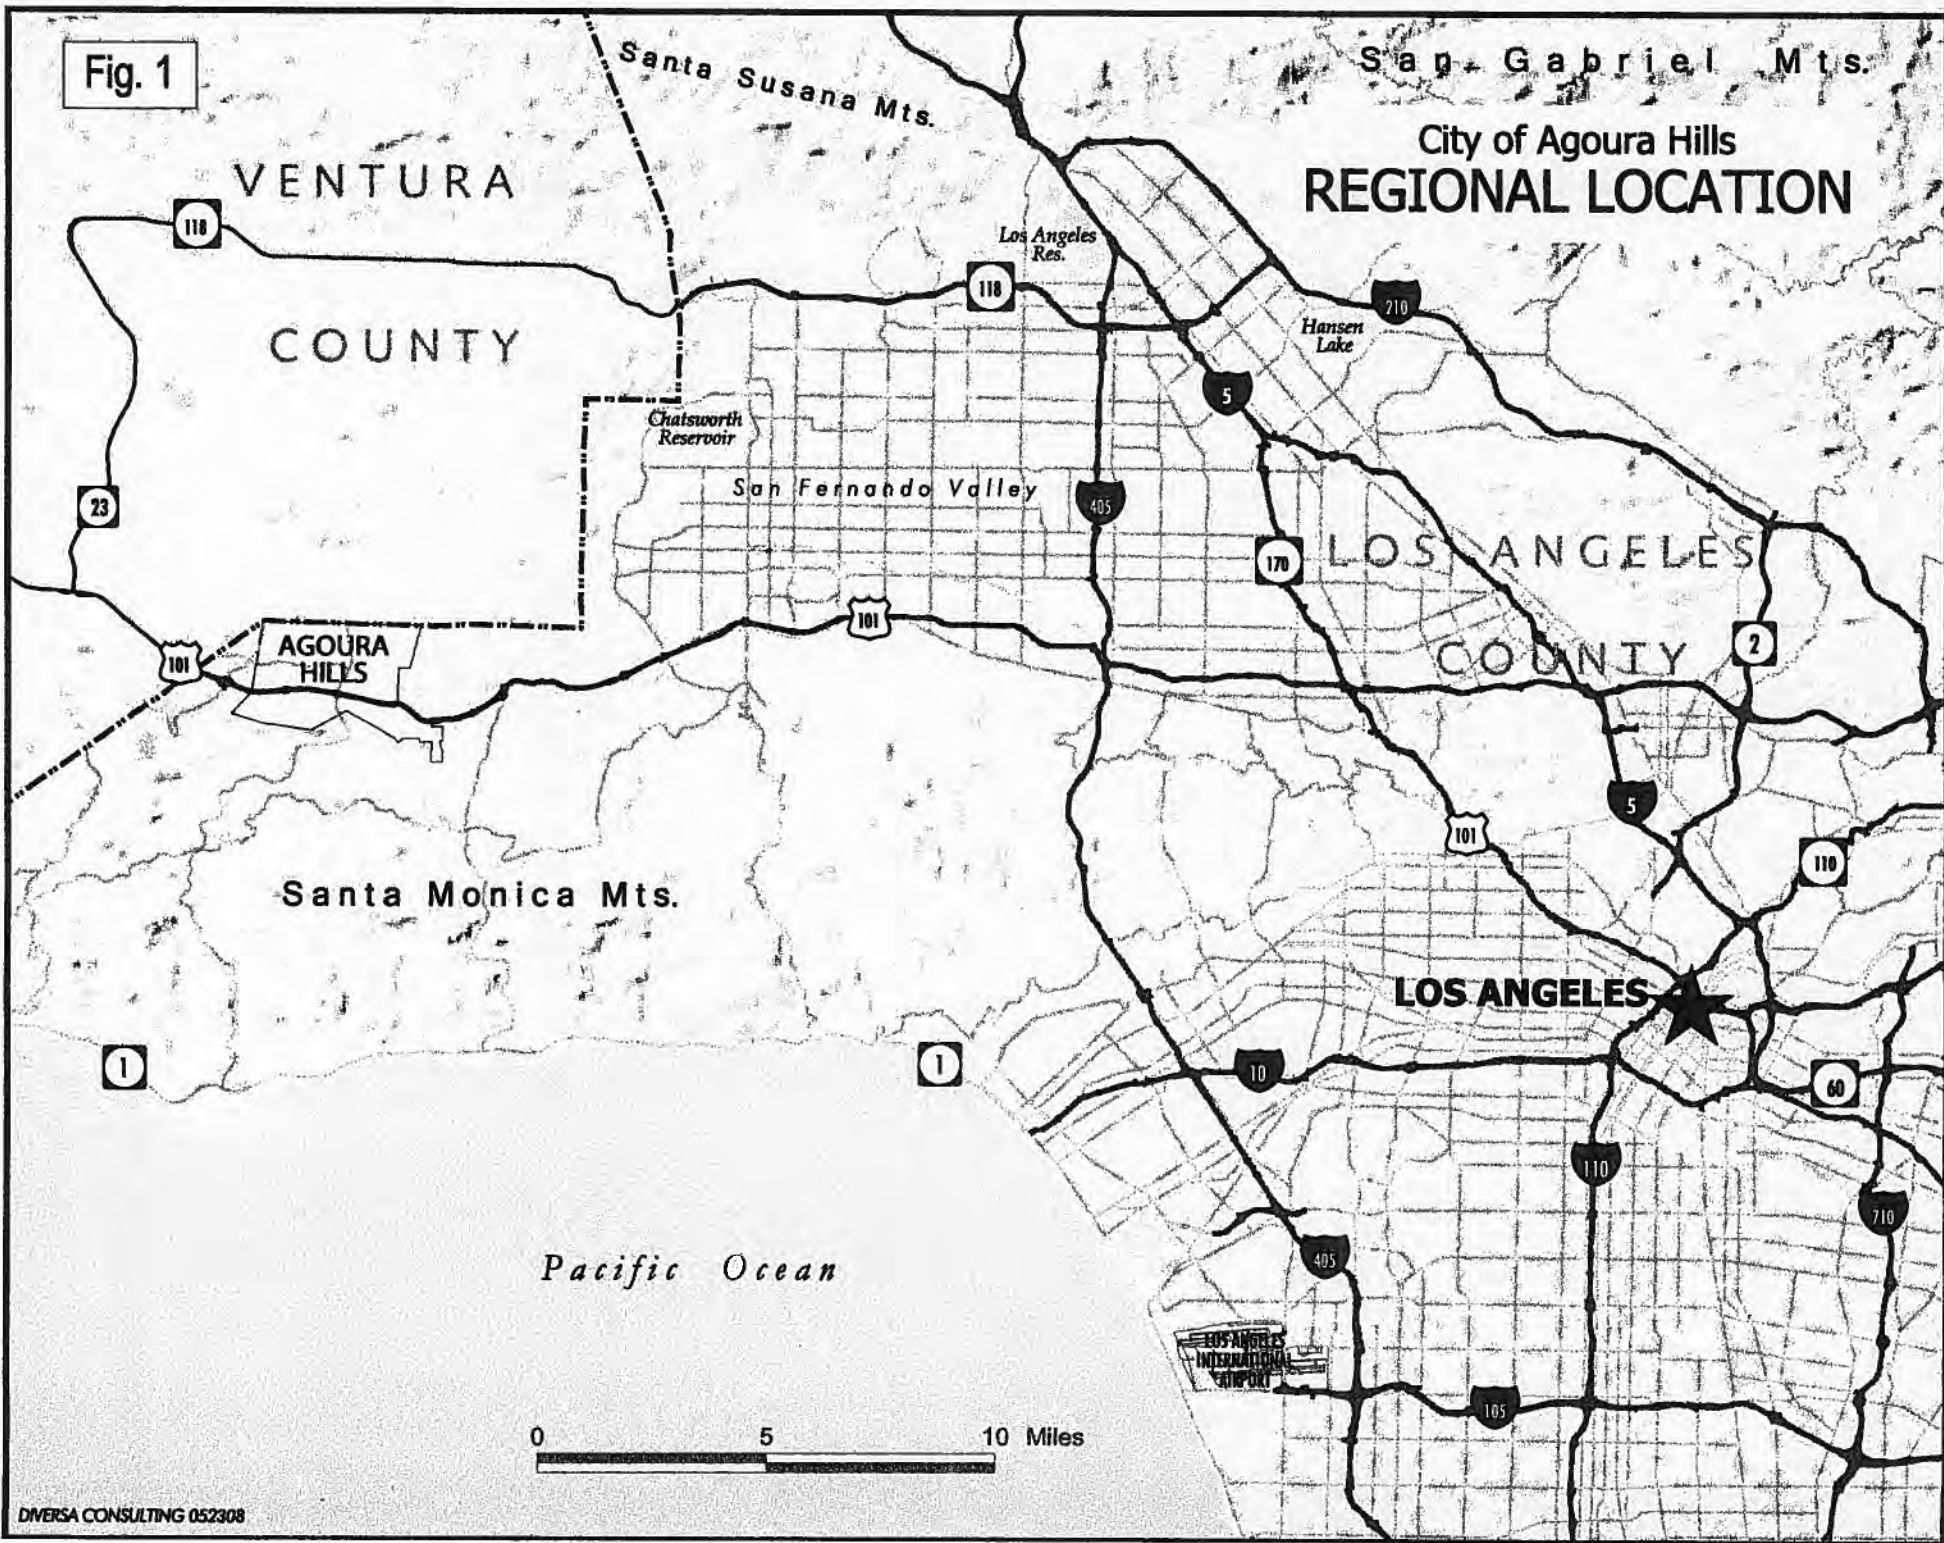 Fig. 1
Santa Susana Mts.
San Gabriel Mts.
City of Agoura Hills
REGIONAL LOCATION
VENTURA
118
Los Angeles
Res.
118
210
Hansen
Lake
COUNTY
5
Chatsworth
Reservoir
San Fernando Valley
405
23
170
LOS ANGELES
101
2
COUNTY
AGOURA
HILLS
101
5
101
110
Santa Monica Mts.
LOS ANGELES
1
1
10
60
110
710
405
Pacific Ocean
LOS ANGELES
INTERNATIONAL
AIRPORT
105
0 5 10 Miles
DIVERSA CONSULTING 052308